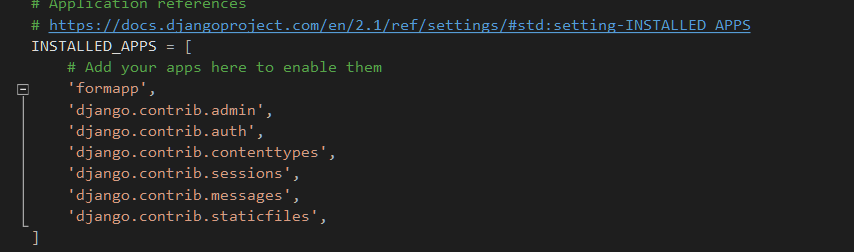 # Application references
# https://docs.djangoproject.com/en/2.1/ref/settings/#std:setting-INSTALLED_APPS
INSTALLED_APPS = [
# Add your apps here to enable them
'formapp',
'django.contrib.admin',
'django.contrib.auth',
'django.contrib.contenttypes',
'django.contrib.sessions',
'django.contrib.messages',
'django.contrib.staticfiles',
]